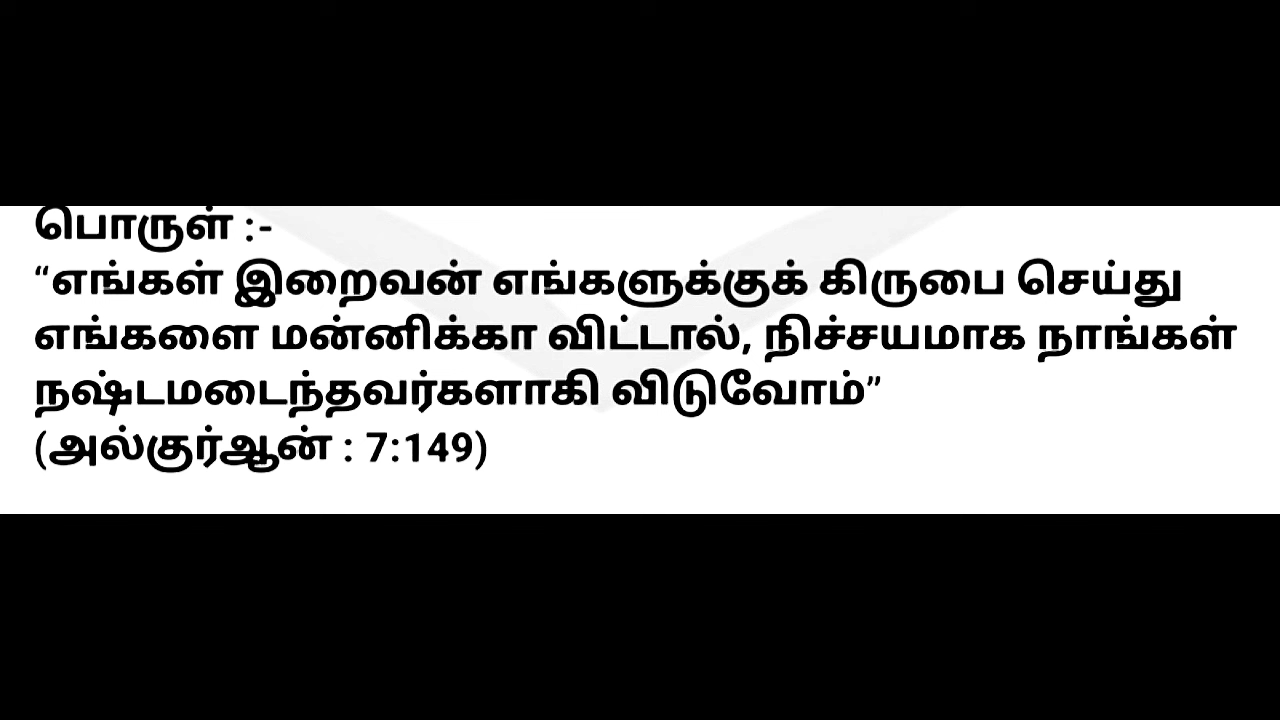 பொருள் :-
“எங்கள் இறைவன் எங்களுக்குக் கிருபை செய்து
எங்களை மன்னிக்கா விட்டால், நிச்சயமாக நாங்கள்
நஷ்டமடைந்தவர்களாகி விடுவோம்”
(அல்குர்ஆன் : 7:149)